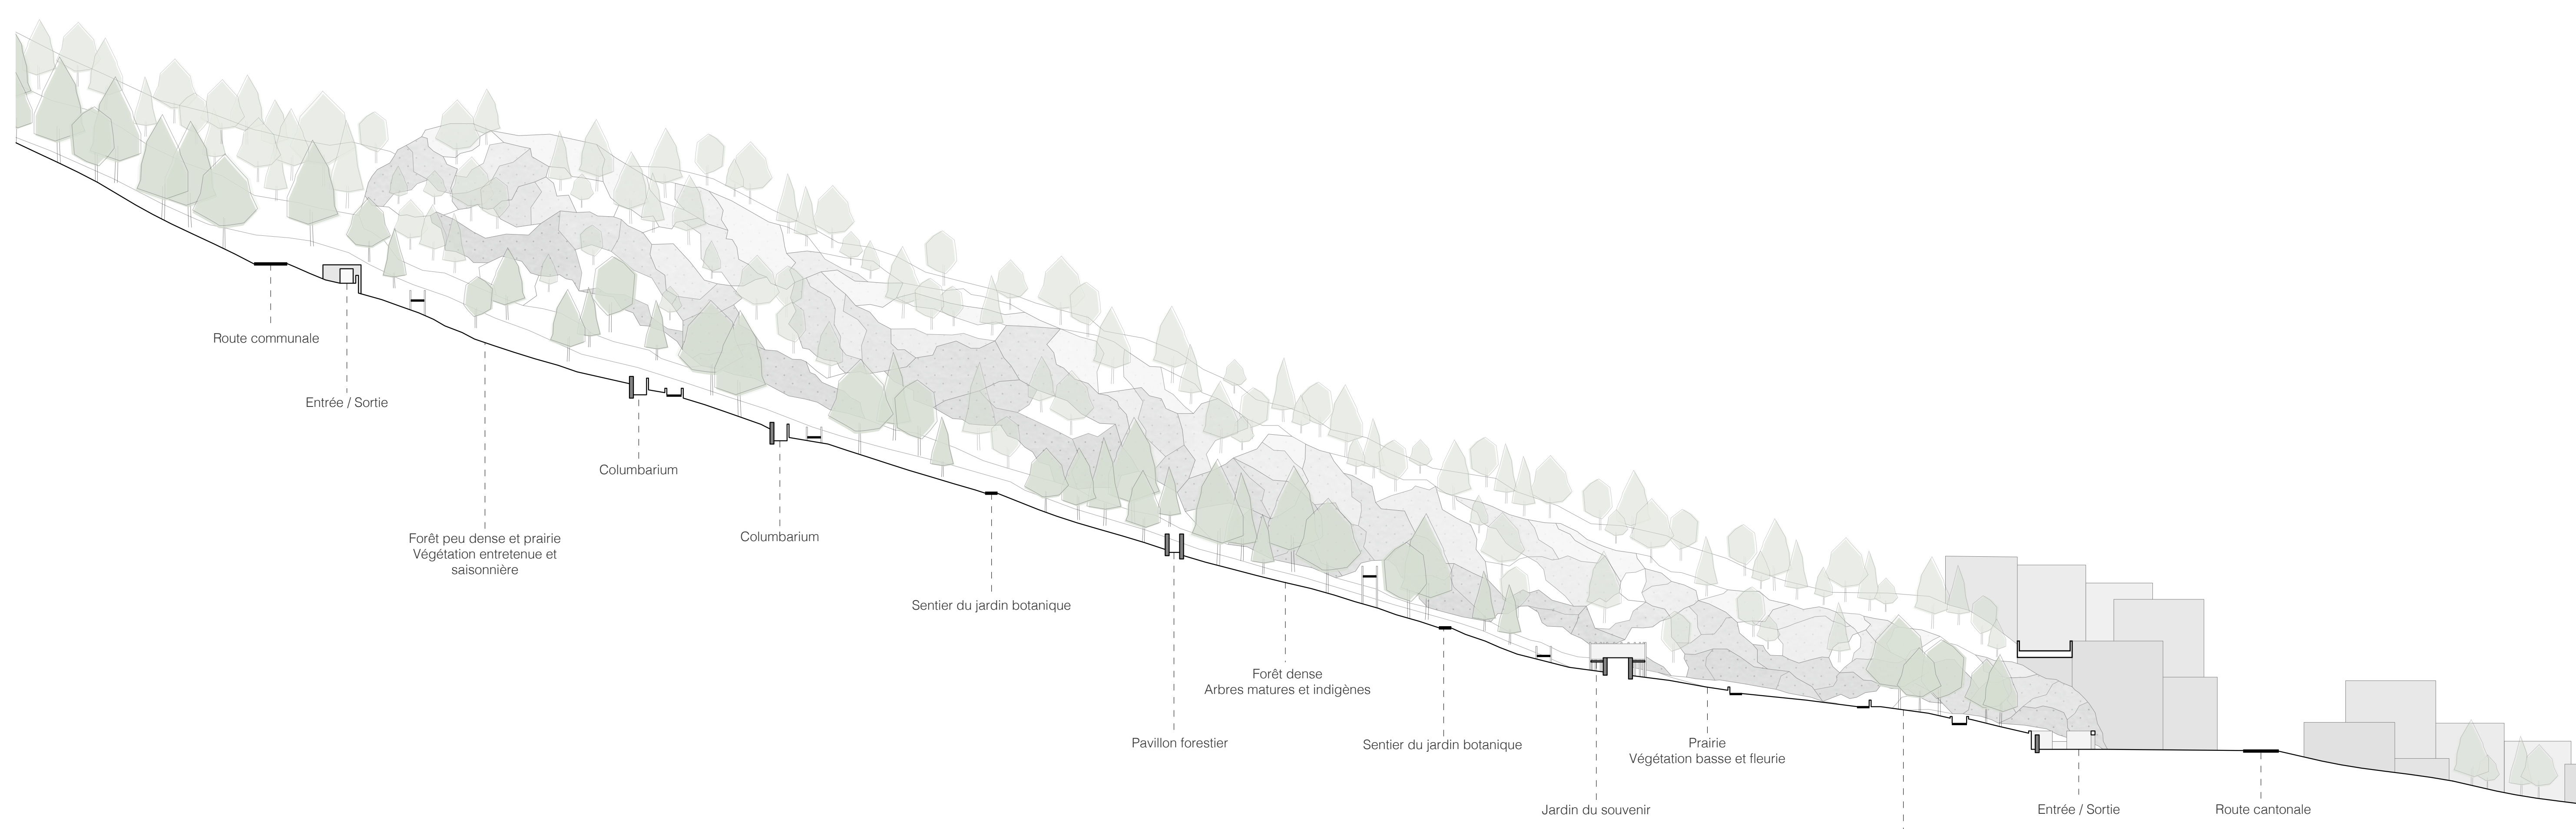 Route communale
Entrée / Sortie
Columbarium
Forêt peu dense et prairie
Végétation entretenue et
saisonnière
Columbarium
Sentier du jardin botanique
Forêt dense
Arbres matures et indigènes
Pavillon forestier
Sentier du jardin botanique
Prairie
Végétation basse et fleurie
Jardin du souvenir
Entrée / Sortie
Route cantonale